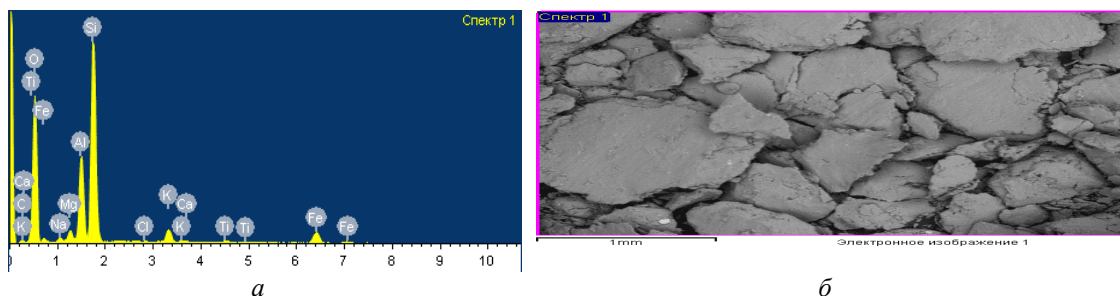 Спектр 1
Si
O
Ti
Fe
Al
Ca
C
K
Na
Mg
Cl
K
Ca
K
Ti
Ti
Fe
Fe
0 1 2 3 4 5 6 7 8 9 10
а
Спектр 1
1mm
Электронное изображение 1
б